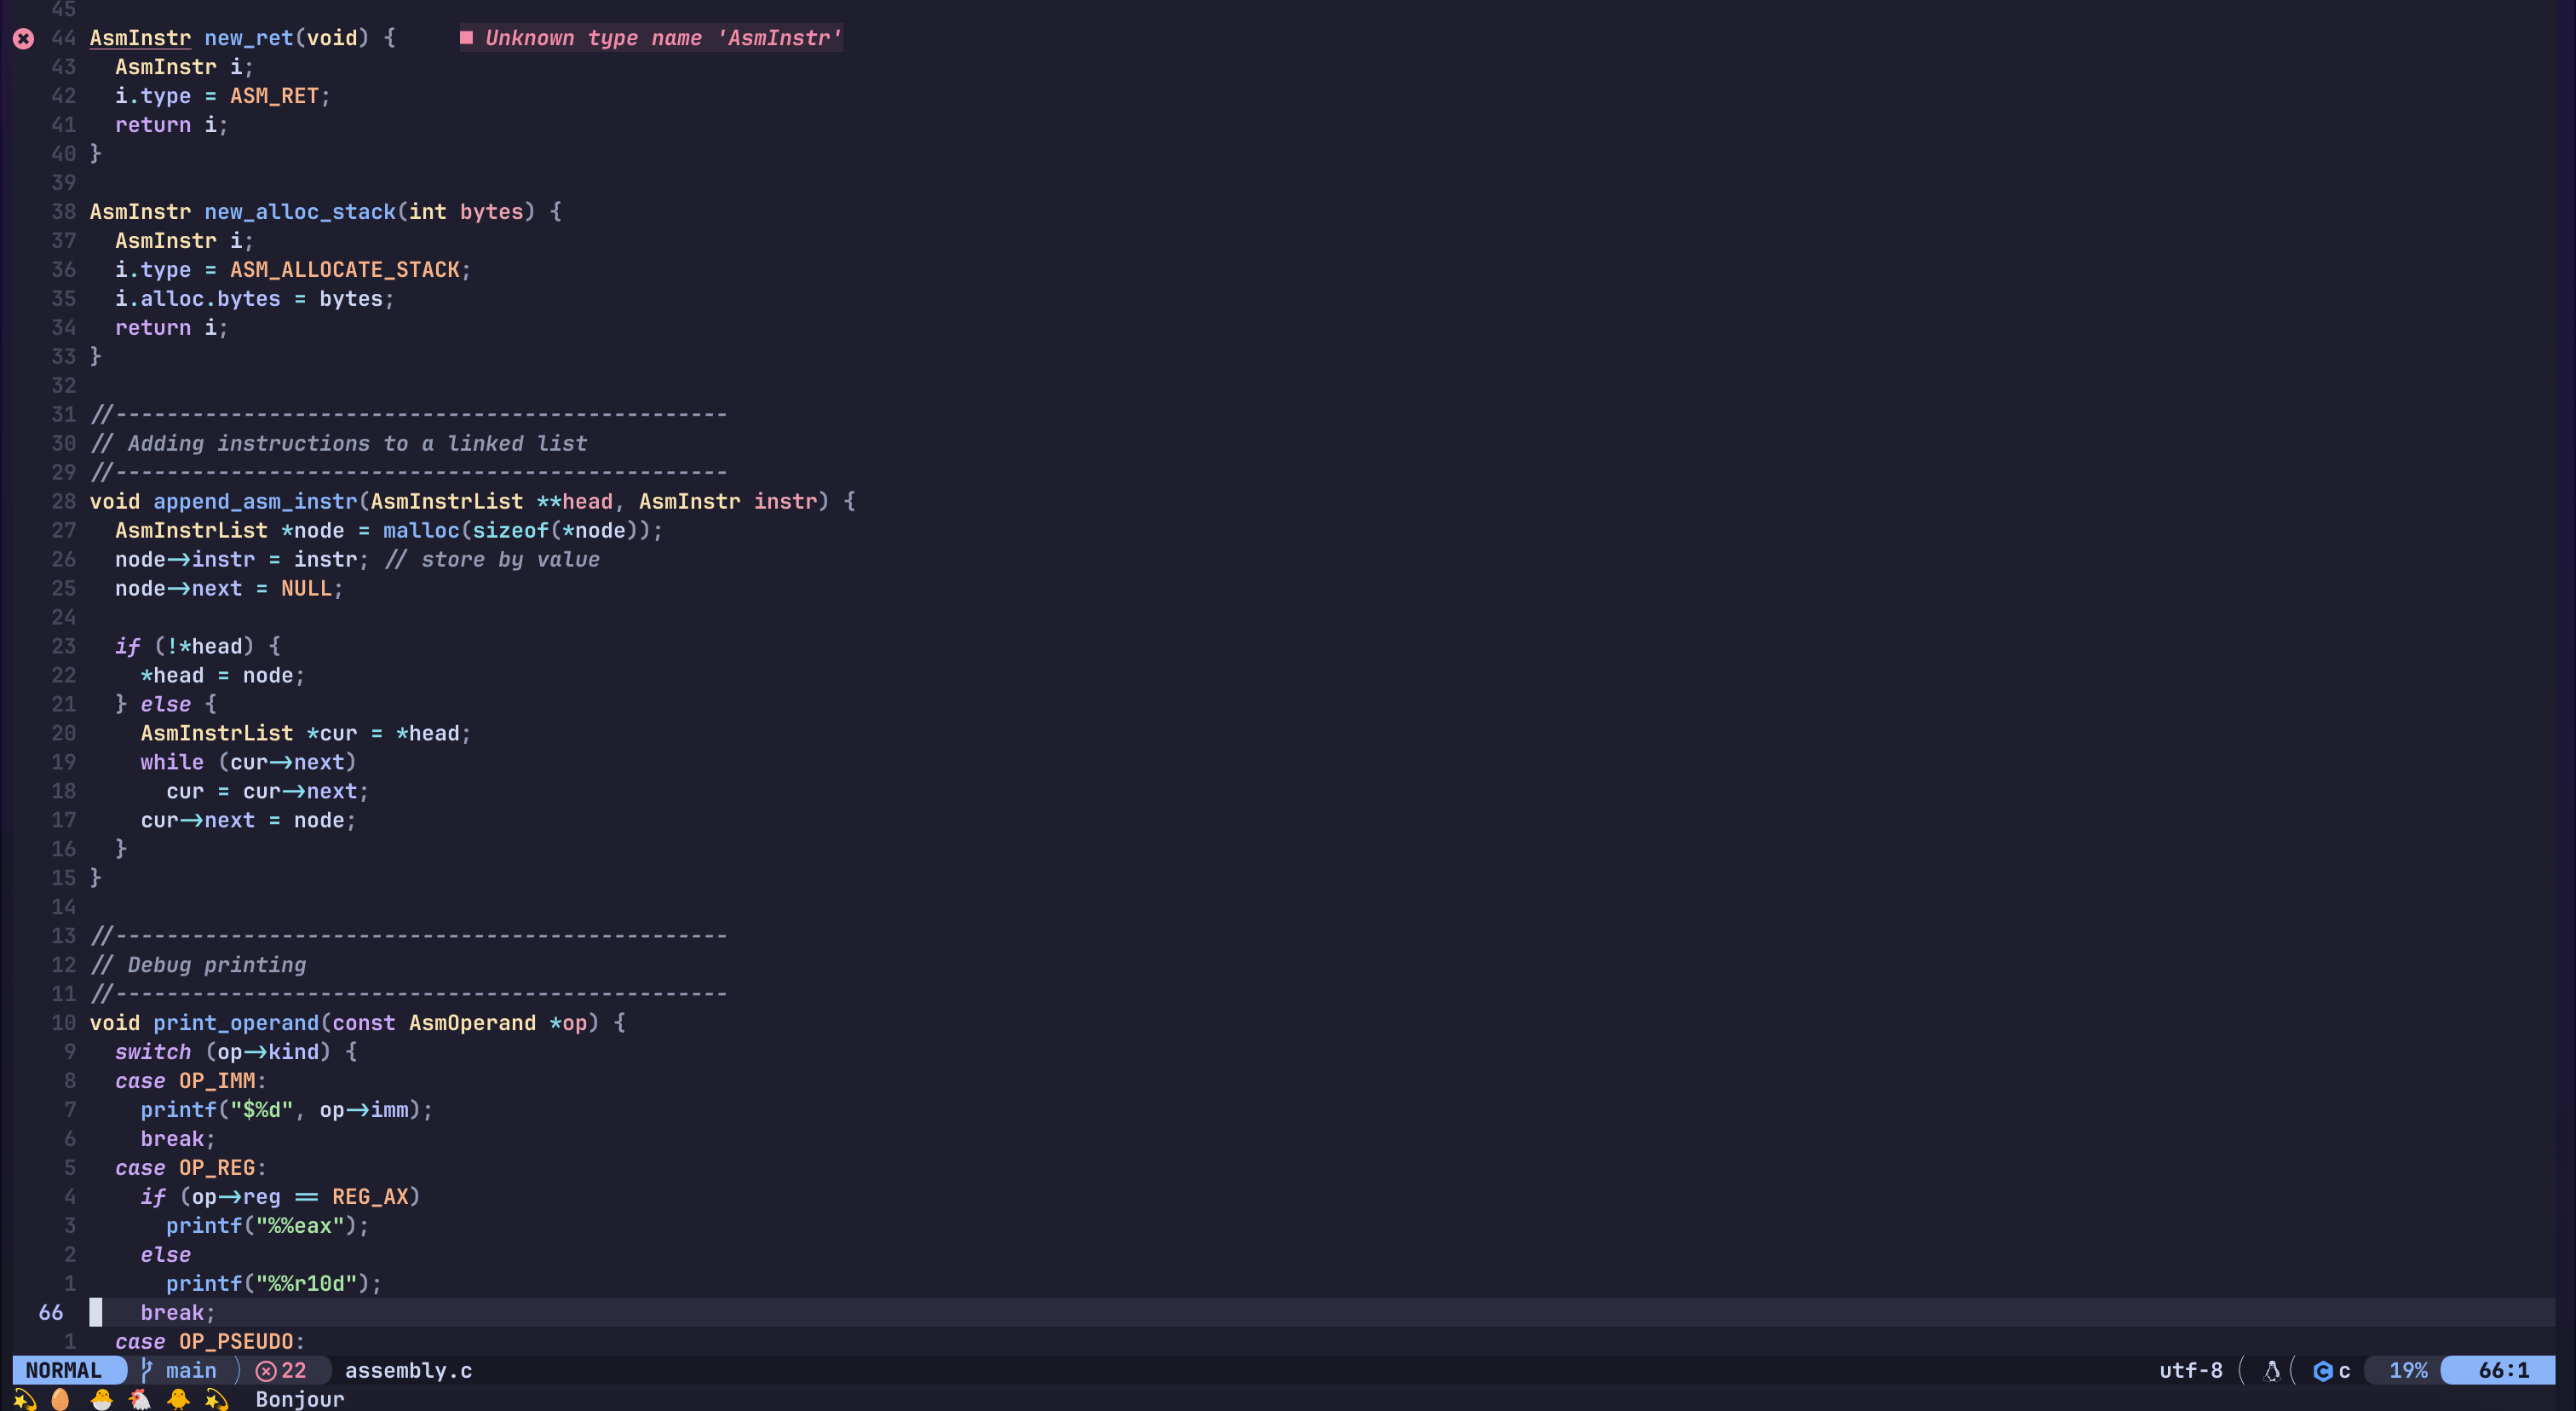 45
44 AsmInstr new_ret(void) {     ■ Unknown type name 'AsmInstr'
43   AsmInstr i;
42   i.type = ASM_RET;
41   return i;
40 }
39
38 AsmInstr new_alloc_stack(int bytes) {
37   AsmInstr i;
36   i.type = ASM_ALLOCATE_STACK;
35   i.alloc.bytes = bytes;
34   return i;
33 }
32
31 //------------------------------------------------
30 // Adding instructions to a linked list
29 //------------------------------------------------
28 void append_asm_instr(AsmInstrList **head, AsmInstr instr) {
27   AsmInstrList *node = malloc(sizeof(*node));
26   node->instr = instr; // store by value
25   node->next = NULL;
24
23   if (!*head) {
22     *head = node;
21   } else {
20     AsmInstrList *cur = *head;
19     while (cur->next)
18       cur = cur->next;
17     cur->next = node;
16   }
15 }
14
13 //------------------------------------------------
12 // Debug printing
11 //------------------------------------------------
10 void print_operand(const AsmOperand *op) {
9   switch (op->kind) {
8   case OP_IMM:
7     printf("$%d", op->imm);
6     break;
5   case OP_REG:
4     if (op->reg == REG_AX)
3       printf("%%eax");
2     else
1       printf("%%r10d");
66     break;
1   case OP_PSEUDO:
NORMAL main 22 assembly.c utf-8 c 19% 66:1
Bonjour